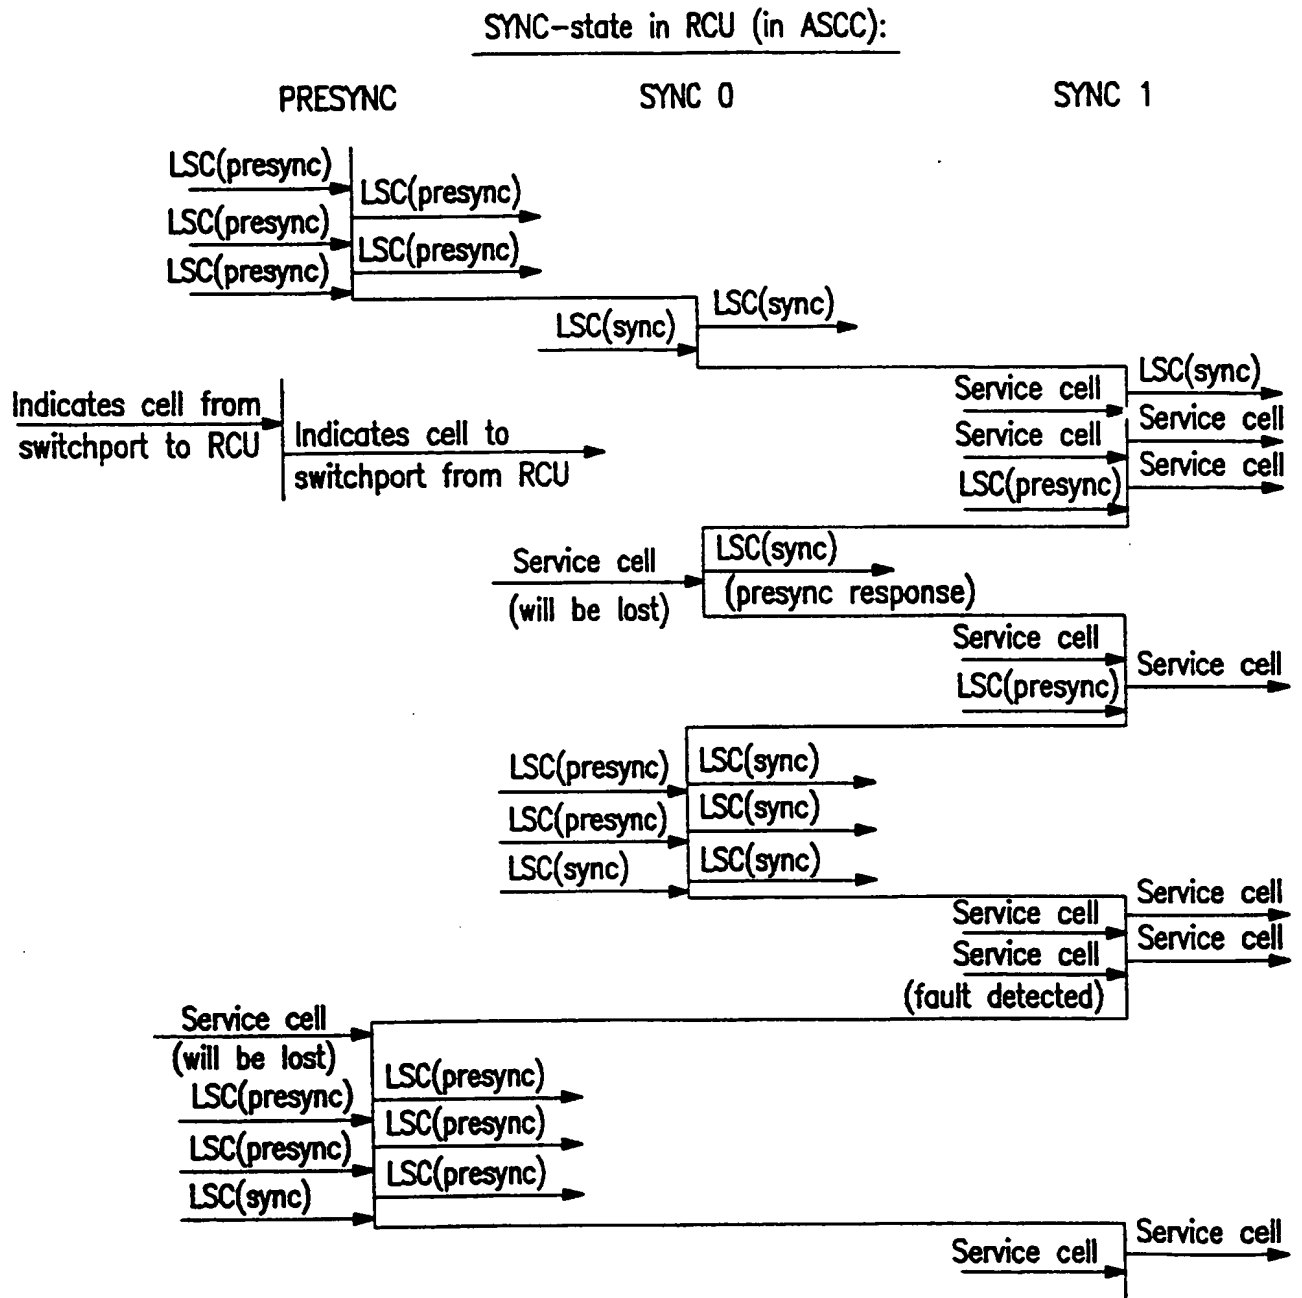 SYNC-state in RCU (in ASCC):
PRESYNC SYNC 0 SYNC 1
LSC(presync)
LSC(presync)
LSC(presync)
LSC(presync)
LSC(presync)
LSC(sync)
LSC(sync)
Service cell LSC(sync)
Indicates cell from
switchport to RCU
Indicates cell to
switchport from RCU
Service cell
Service cell
Service cell
LSC(presync)
Service cell
(will be lost)
LSC(sync)
(presync response)
Service cell
Service cell
LSC(presync)
LSC(presync) LSC(sync)
LSC(presync) LSC(sync)
LSC(sync) LSC(sync)
Service cell
Service cell
Service cell
Service cell
(fault detected)
Service cell
(will be lost)
LSC(presync)
LSC(presync)
LSC(presync)
LSC(presync)
LSC(presync)
LSC(sync)
Service cell
Service cell